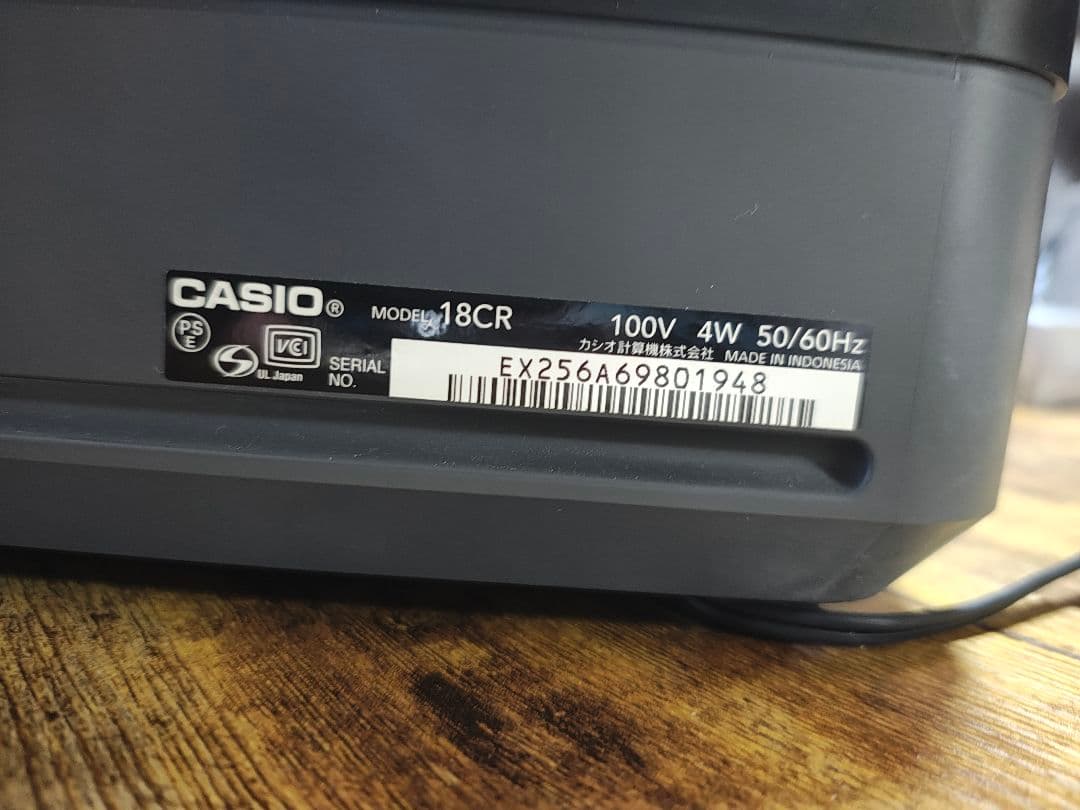 CASIO® MODEL 18CR 100V 4W 50/60Hz
カシオ計算機株式会社 MADE IN INDONESIA
PS
E
VCI
UL Japan
SERIAL
NO.
EX256A69801948